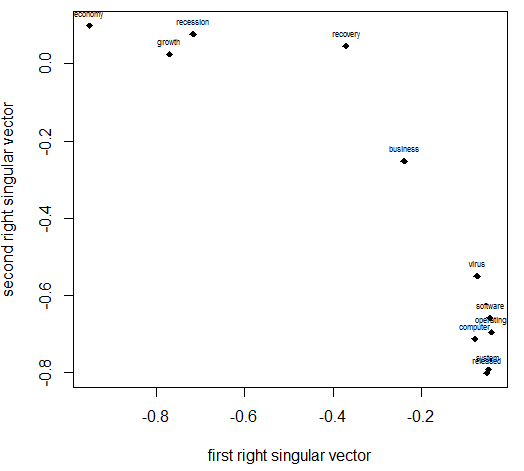 economy
recession
growth
recovery
business
virus
software
operating
computer
system
released
0.0
-0.2
-0.4
-0.6
-0.8
second right singular vector
-0.8
-0.6
-0.4
-0.2
first right singular vector